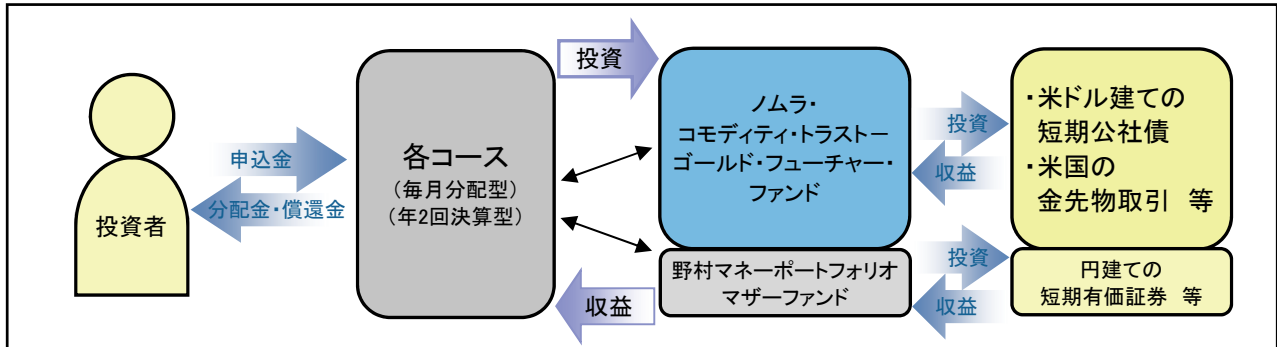 投資者
申込金
分配金・償還金
各コース
(毎月分配型)
(年2回決算型)
投資
収益
ノムラ・
コモディティ・トラスト－
ゴールド・フューチャー・
ファンド
野村マネーポートフォリオ
マザーファンド
投資
収益
投資
収益
・米ドル建ての
短期公社債
・米国の
金先物取引 等
円建ての
短期有価証券 等